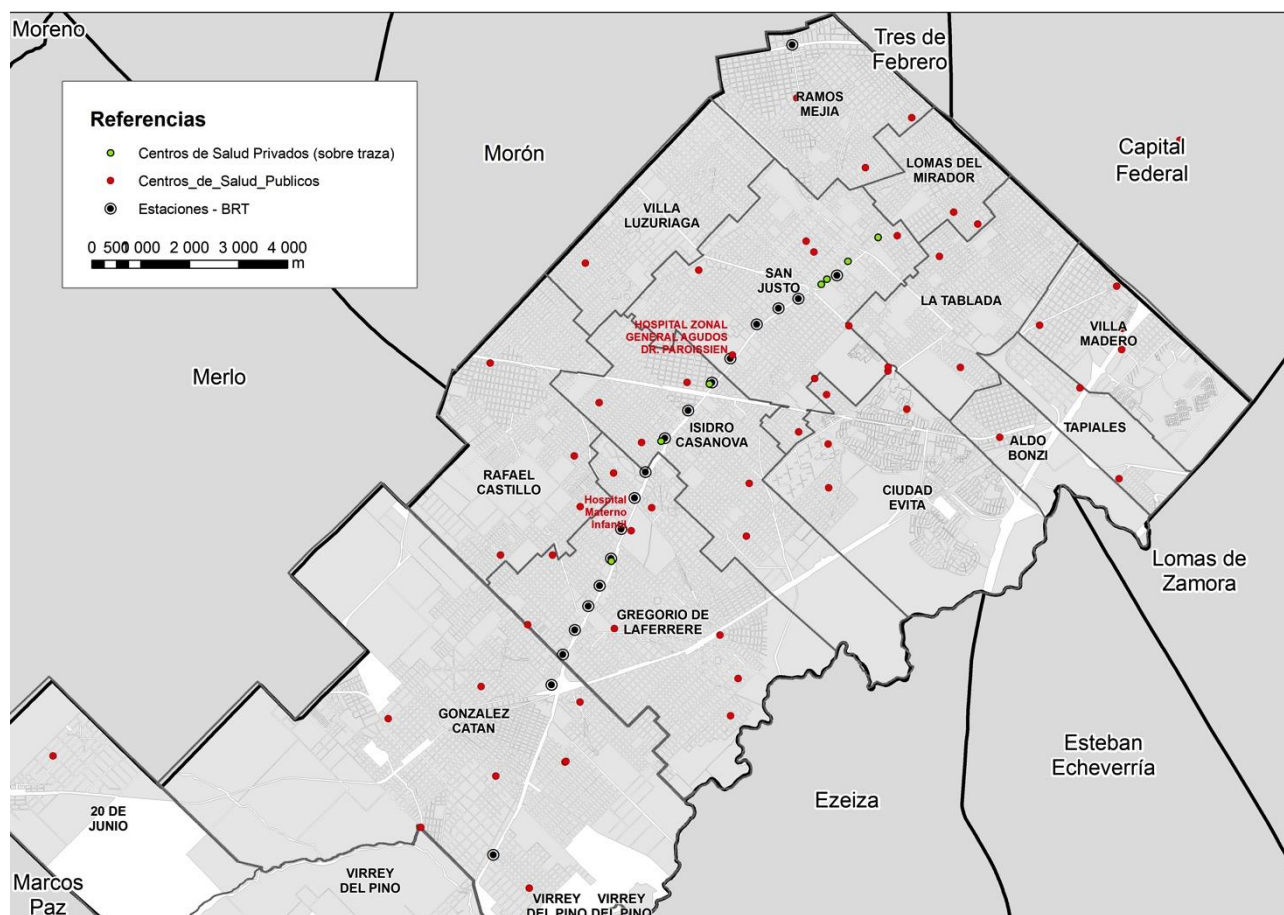 Moreno
Tres de
Febrero
Referencias
Centros de Salud Privados (sobre traza)
Centros_de_Salud_Publicos
Estaciones - BRT
0 500 1 000 2 000 3 000 4 000
m
Morón
RAMOS
MEJIA
Capital
Federal
LOMAS DEL
MIRADOR
VILLA
LUZURIAGA
SAN
JUSTO
LA TABLADA
HOSPITAL ZONAL
GENERAL AGUDOS
DR. PAROISSIEN
VILLA
MADERO
Merlo
ISIDRO
CASANOVA
TAPIALES
ALDO
BONZI
RAFAEL
CASTILLO
CIUDAD
EVITA
Hospital
Materno
Infantil
Lomas de
Zamora
GREGORIO DE
LAFERRERE
GONZALEZ
CATAN
Esteban
Echeverría
Ezeiza
20 DE
JUNIO
VIRREY
DEL PINO
Marcos
Paz
VIRREY
DEL PINO
VIRREY
DEL PINO